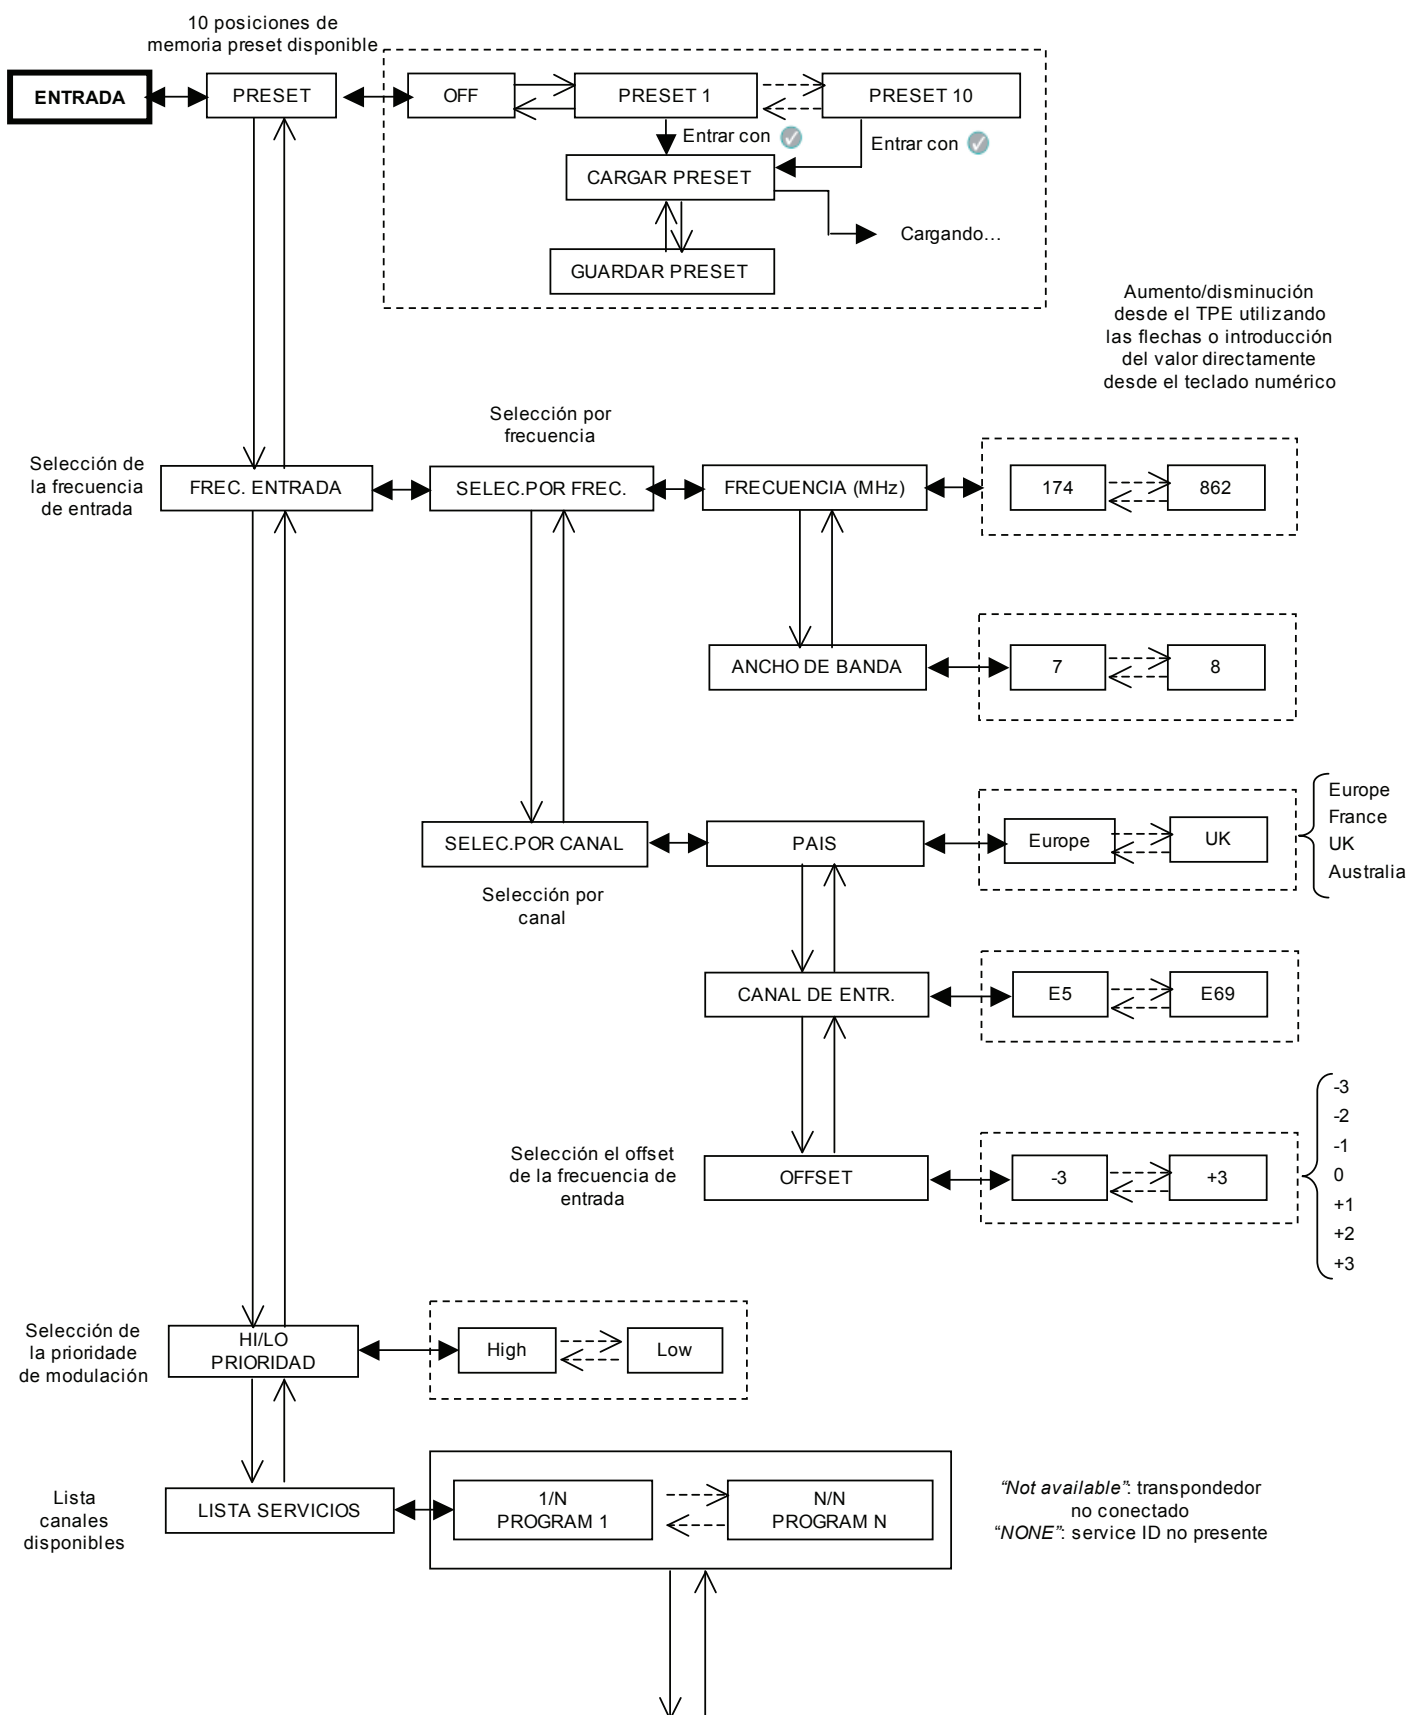 10 posiciones de
memoria preset disponible
ENTRADA
PRESET
OFF
PRESET 1
PRESET 10
Entrar con
Entrar con
CARGAR PRESET
Cargando…
GUARDAR PRESET
Aumento/disminución
desde el TPE utilizando
las flechas o introducción
del valor directamente
desde el teclado numérico
Selección por
frecuencia
Selección de
la frecuencia
de entrada
FREC. ENTRADA
SELEC.POR FREC.
FRECUENCIA (MHz)
174
862
ANCHO DE BANDA
7
8
SELEC.POR CANAL
PAIS
Europe
UK
Europe
France
UK
Australia
Selección por
canal
CANAL DE ENTR.
E5
E69
Selección el offset
de la frecuencia de
entrada
OFFSET
-3
+3
-3
-2
-1
0
+1
+2
+3
Selección de
la prioridade
de modulación
HI/LO
PRIORIDAD
High
Low
Lista
canales
disponibles
LISTA SERVICIOS
1/N
PROGRAM 1
N/N
PROGRAM N
“Not available”: transpondedor
no conectado
“NONE”: service ID no presente